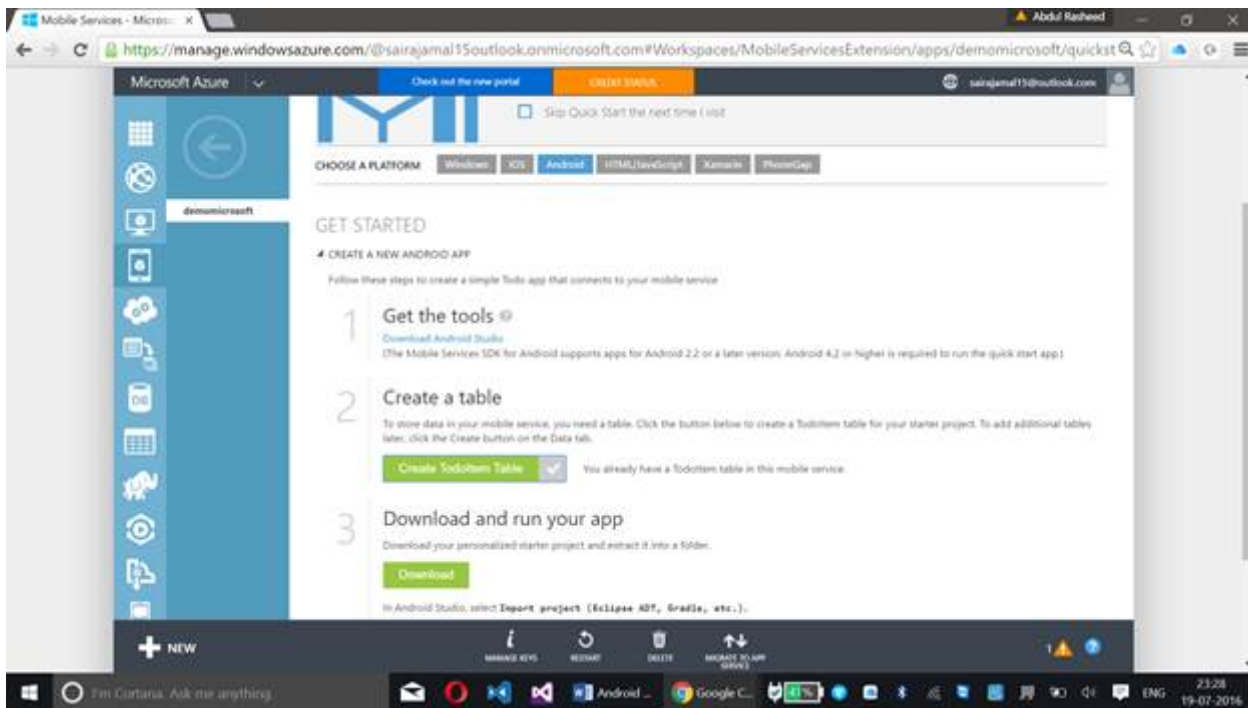 Mobile Services - Micros
Abdul Rasheed
https://manage.windowsazure.com/@sairajamal15outlook.onmicrosoft.com#Workspaces/MobileServicesExtension/apps/demomicrosoft/quickst
Microsoft Azure
Check out the new portal
CREDIT STATUS
sairajamal15@outlook.com
Skip Quick Start the next time I visit
CHOOSE A PLATFORM
Windows
iOS
Android
HTML/JavaScript
Xamarin
PhoneGap
demomicrosoft
GET STARTED
CREATE A NEW ANDROID APP
Follow these steps to create a simple Todo app that connects to your mobile service
1
Get the tools
Download Android Studio
(The Mobile Services SDK for Android supports apps for Android 2.2 or a later version; Android 4.2 or higher is required to run the quick start app.)
2
Create a table
To store data in your mobile service, you need a table. Click the button below to create a TodoItem table for your starter project. To add additional tables
later, click the Create button on the Data tab.
Create TodoItem Table
You already have a TodoItem table in this mobile service.
3
Download and run your app
Download your personalized starter project and extract it into a folder.
Download
In Android Studio, select Import project (Eclipse ADT, Gradle, etc.).
DB
NEW
MANAGE KEYS
RESTART
DELETE
MIGRATE TO APP
SERVICE
1
I'm Cortana. Ask me anything.
Android ...
Google C...
41%
ENG
23:28
19-07-2016